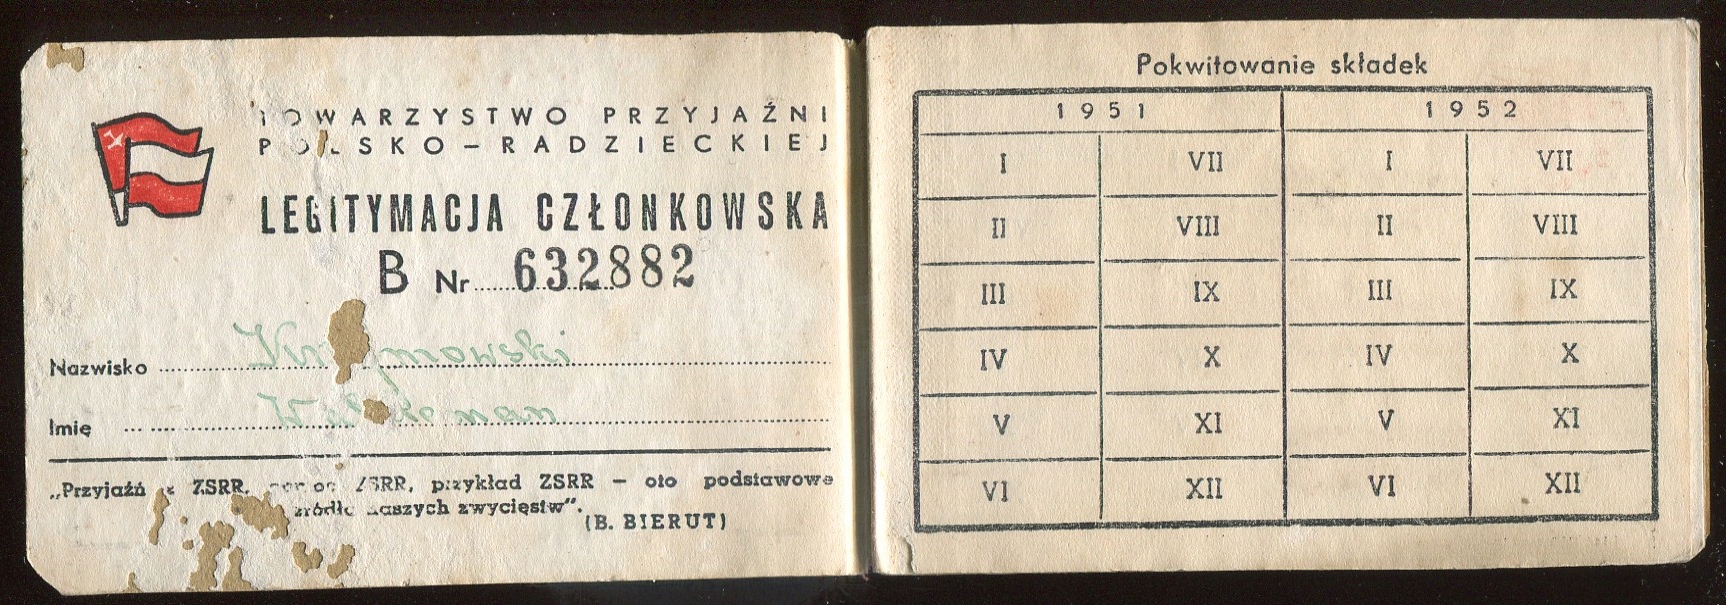 TOWARZYSTWO PRZYJAŹNI
POLSKO – RADZIECKIEJ
LEGITYMACJA CZŁONKOWSKA
B Nr 632882
Nazwisko
Imię
„Przyjaźń z ZSRR, pomoc ZSRR, przykład ZSRR – oto podstawowe
źródło naszych zwycięstw".
(B. BIERUT)
Pokwitowanie składek
1951 1952
I VII I VII
II VIII II VIII
III IX III IX
IV X IV X
V XI V XI
VI XII VI XII